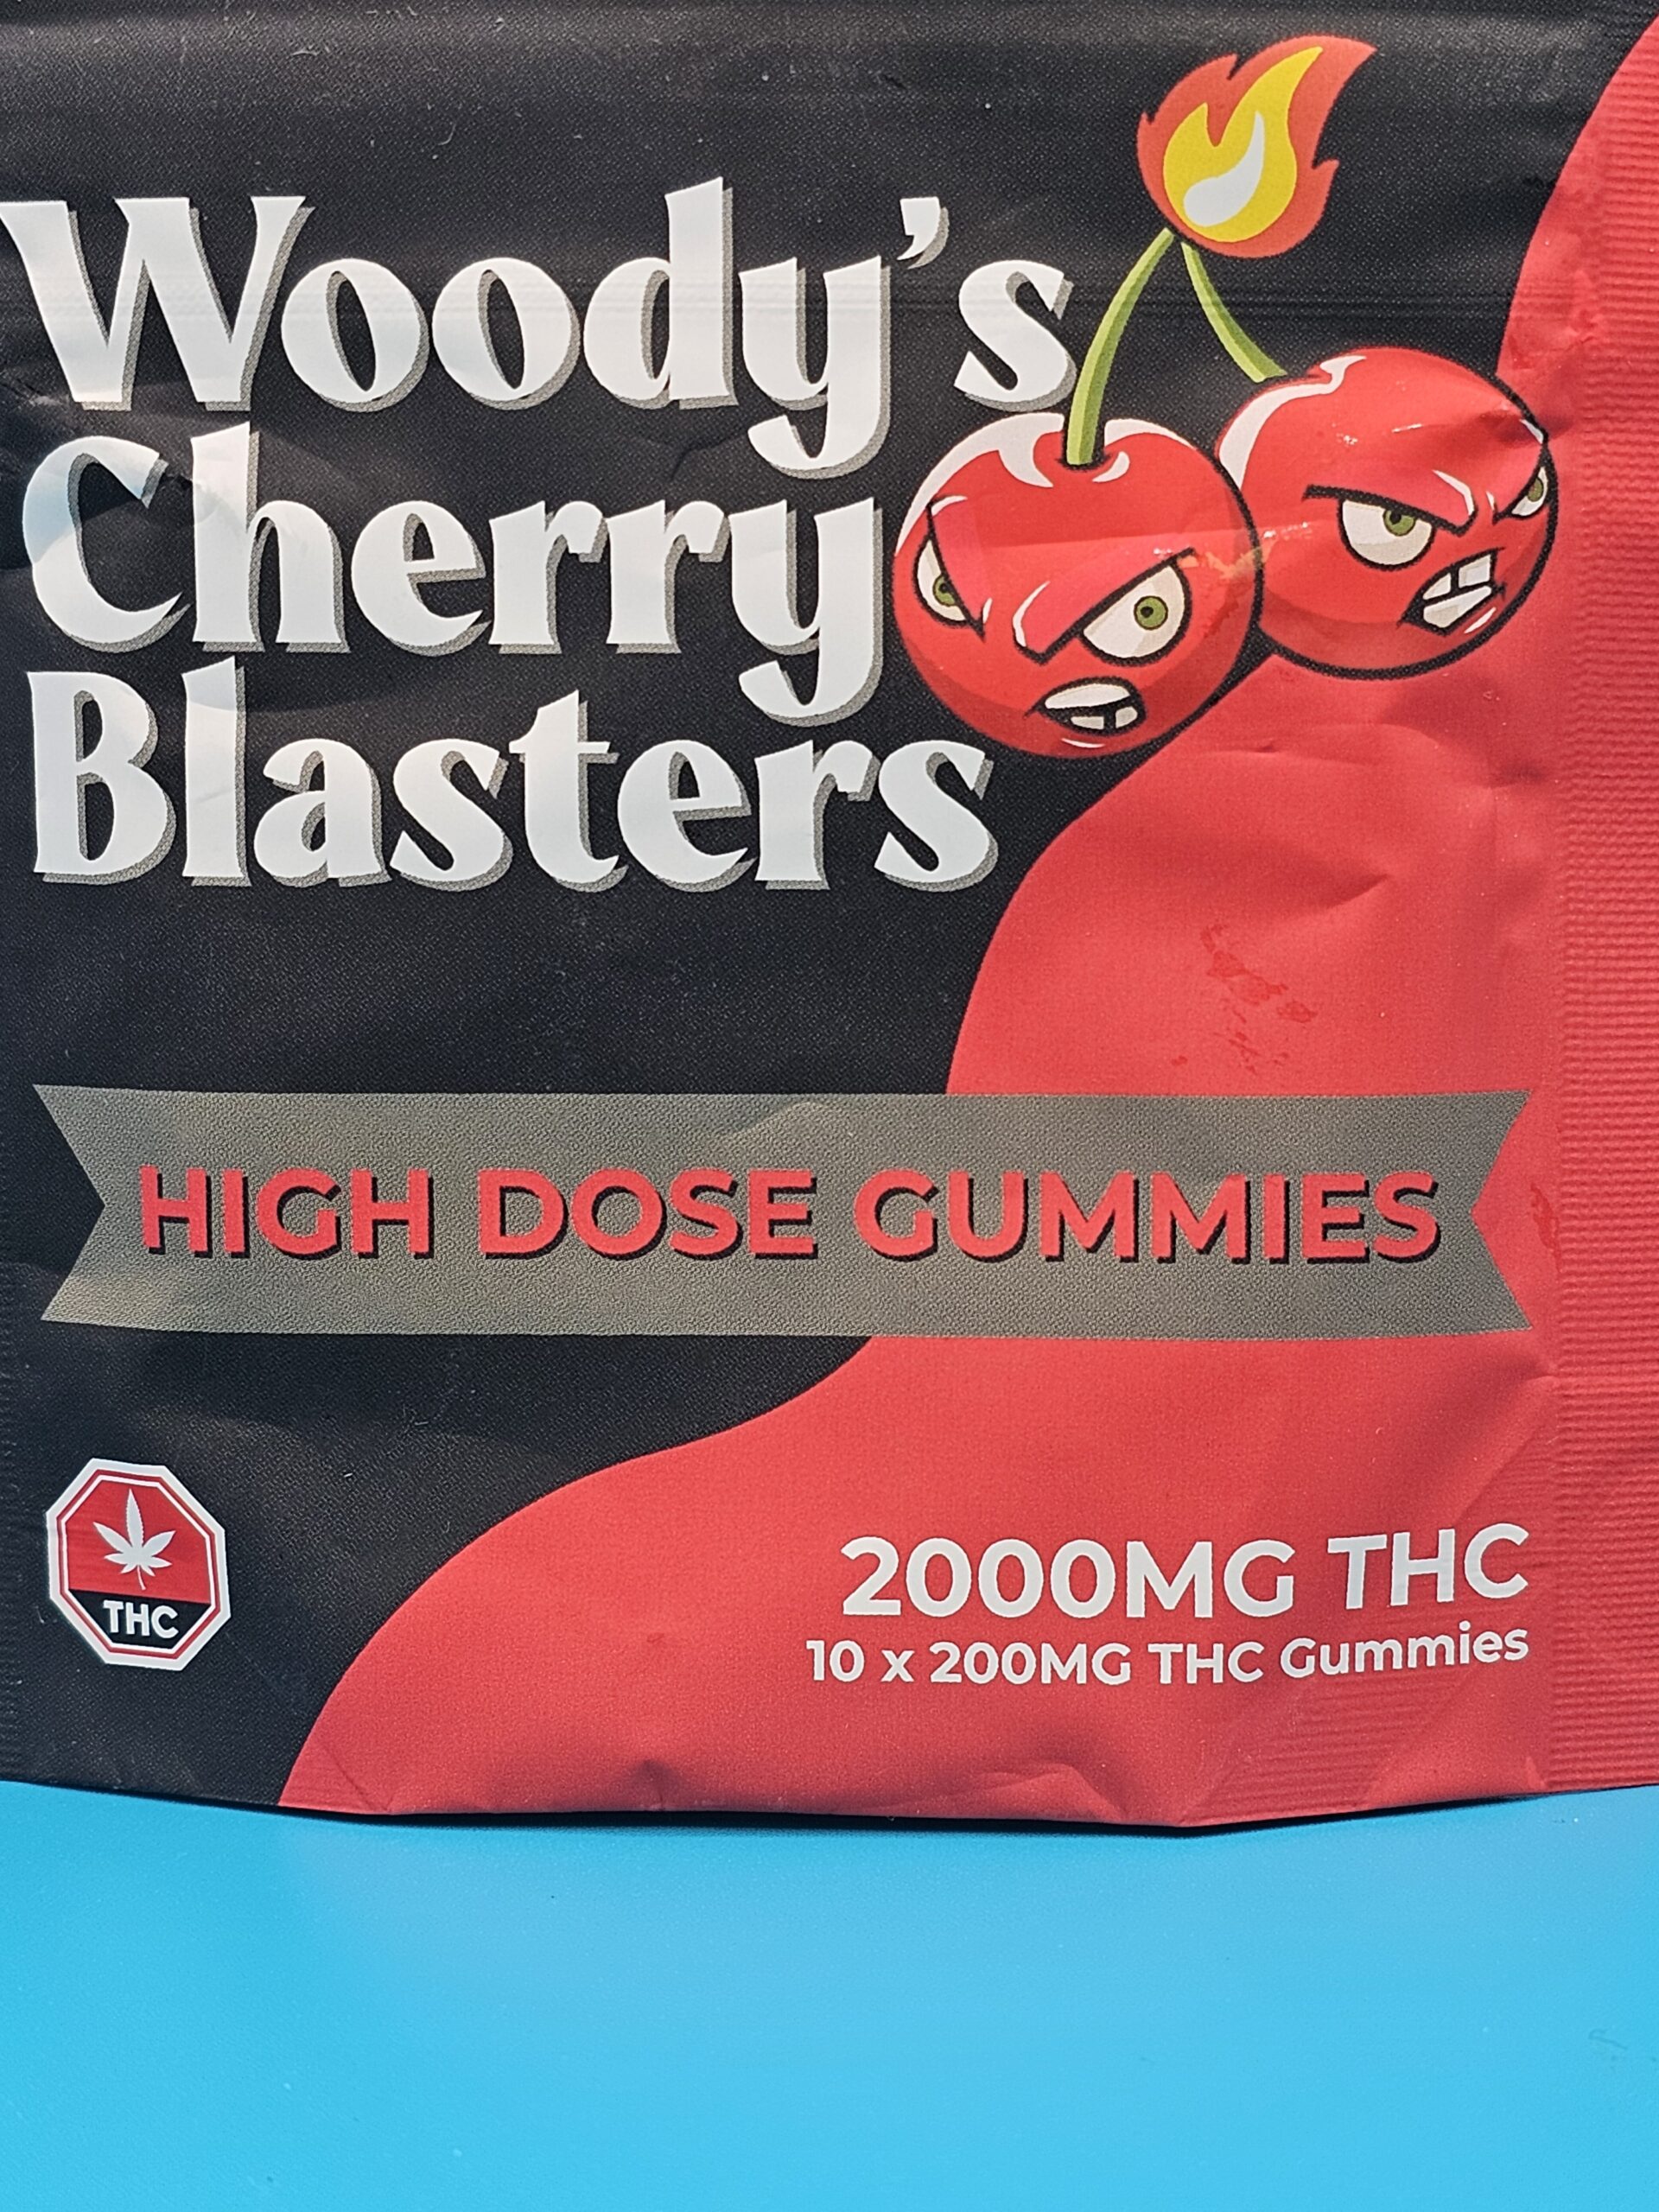 Woody's
Cherry
Blasters
HIGH DOSE GUMMIES
THC
2000MG THC
10 x 200MG THC Gummies